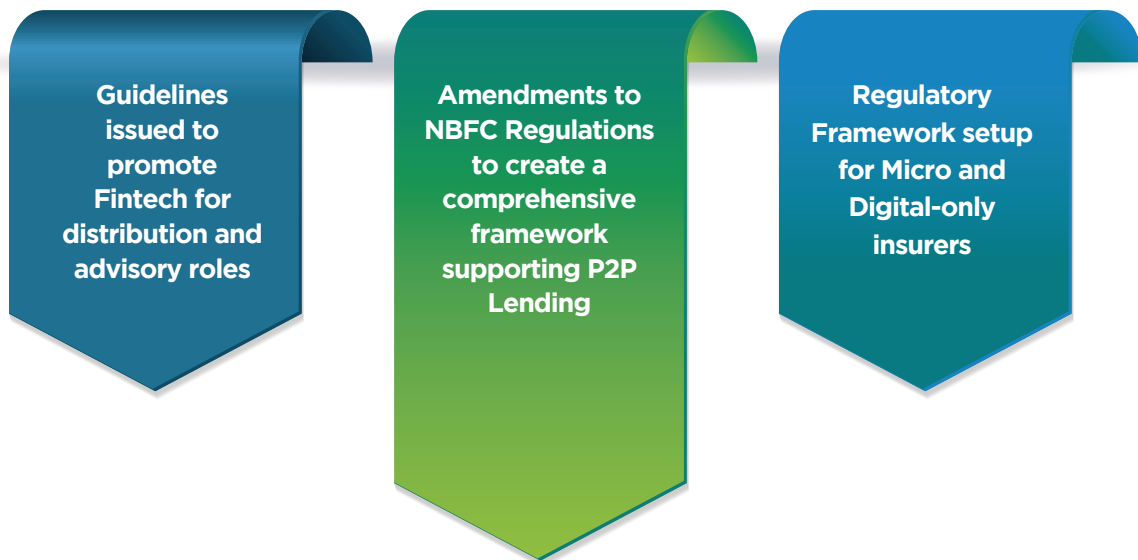 Guidelines
issued to
promote
Fintech for
distribution and
advisory roles
Amendments to
NBFC Regulations
to create a
comprehensive
framework
supporting P2P
Lending
Regulatory
Framework setup
for Micro and
Digital-only
insurers